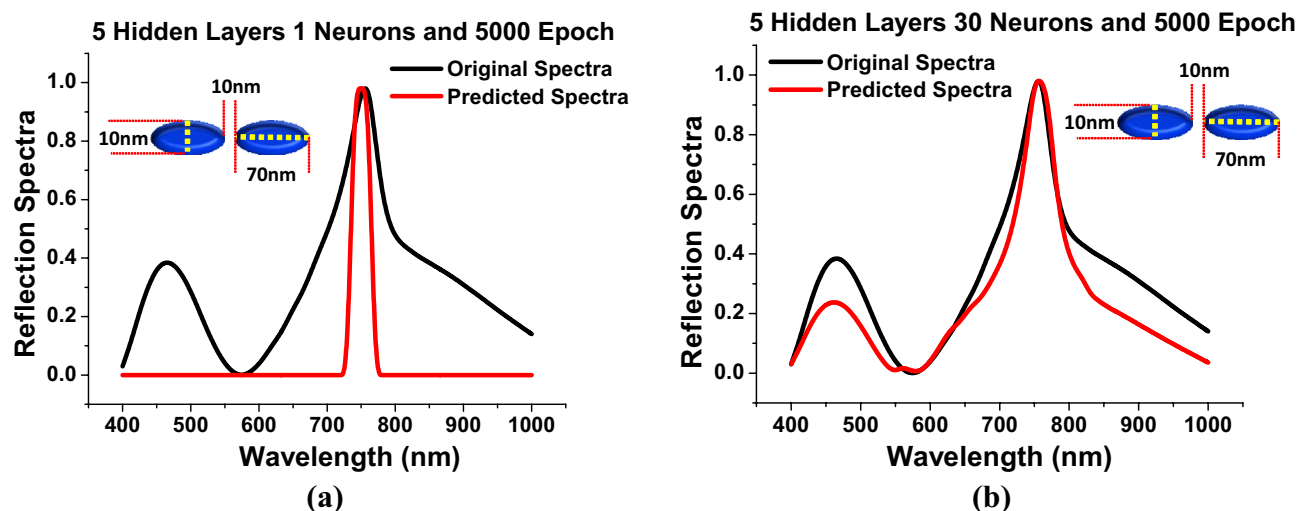 5 Hidden Layers 1 Neurons and 5000 Epoch
Original Spectra
Predicted Spectra
10nm
10nm
70nm
1.0
0.8
0.6
0.4
0.2
0.0
Reflection Spectra
400 500 600 700 800 900 1000
Wavelength (nm)
(a)
5 Hidden Layers 30 Neurons and 5000 Epoch
Original Spectra
Predicted Spectra
10nm
10nm
70nm
1.0
0.8
0.6
0.4
0.2
0.0
Reflection Spectra
400 500 600 700 800 900 1000
Wavelength (nm)
(b)